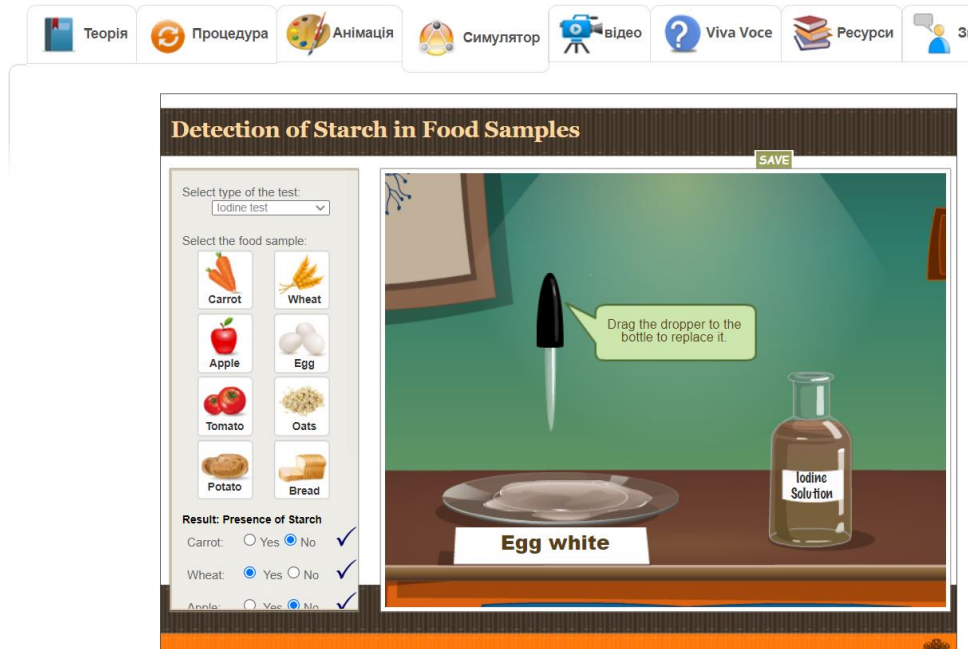 Теорія
Процедура
Анімація
Симулятор
відео
Viva Voce
Ресурси
Detection of Starch in Food Samples
SAVE
Select type of the test:
Iodine test
Select the food sample:
Carrot
Wheat
Apple
Egg
Tomato
Oats
Potato
Bread
Result: Presence of Starch
Carrot: Yes No
Wheat: Yes No
Apple: Yes No
Drag the dropper to the
bottle to replace it.
Iodine
Solution
Egg white